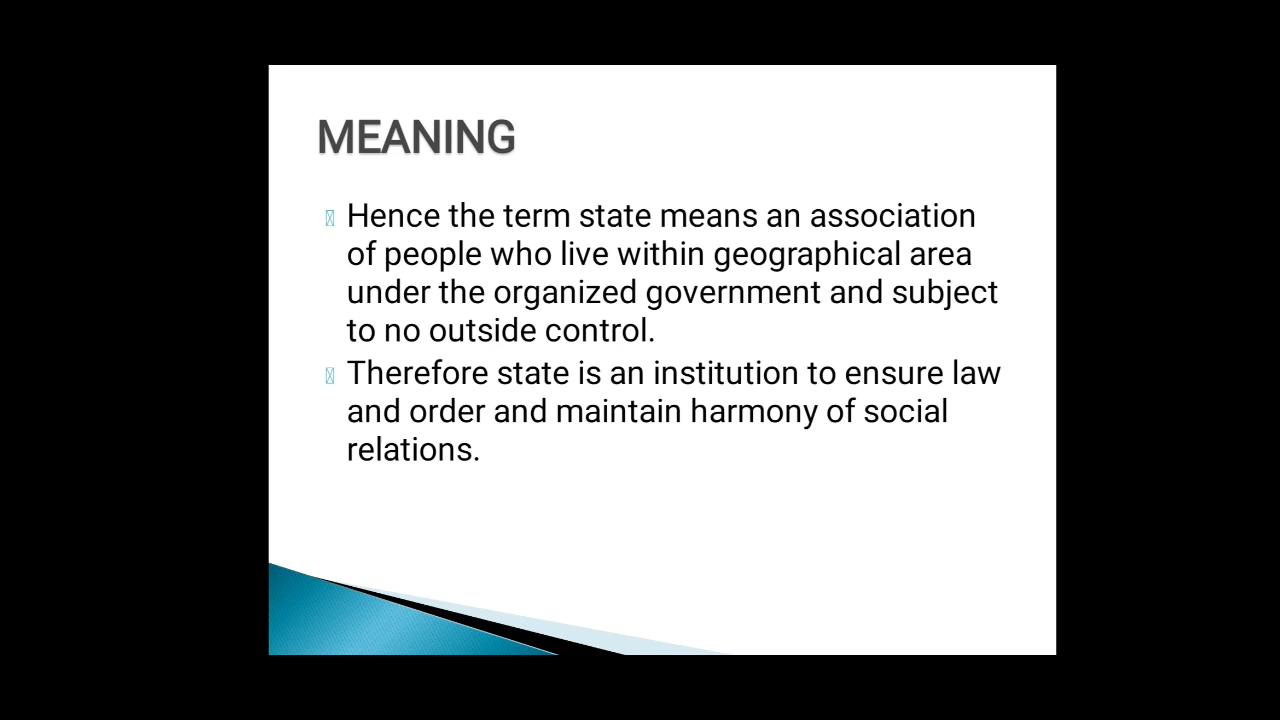 MEANING
Hence the term state means an association
of people who live within geographical area
under the organized government and subject
to no outside control.
Therefore state is an institution to ensure law
and order and maintain harmony of social
relations.